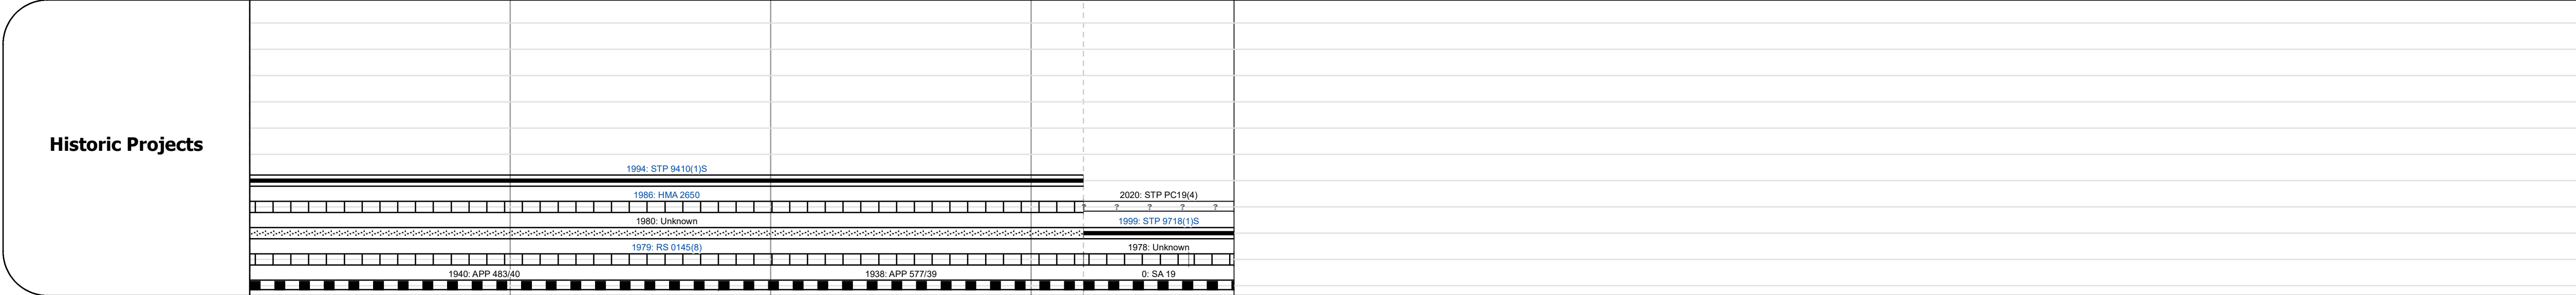 Historic Projects
1994: STP 9410(1)S
1986: HMA 2650
2020: STP PC19(4)
? ? ? ? ?
1980: Unknown
1999: STP 9718(1)S
1979: RS 0145(8)
1978: Unknown
1940: APP 483/40
1938: APP 577/39
0: SA 19